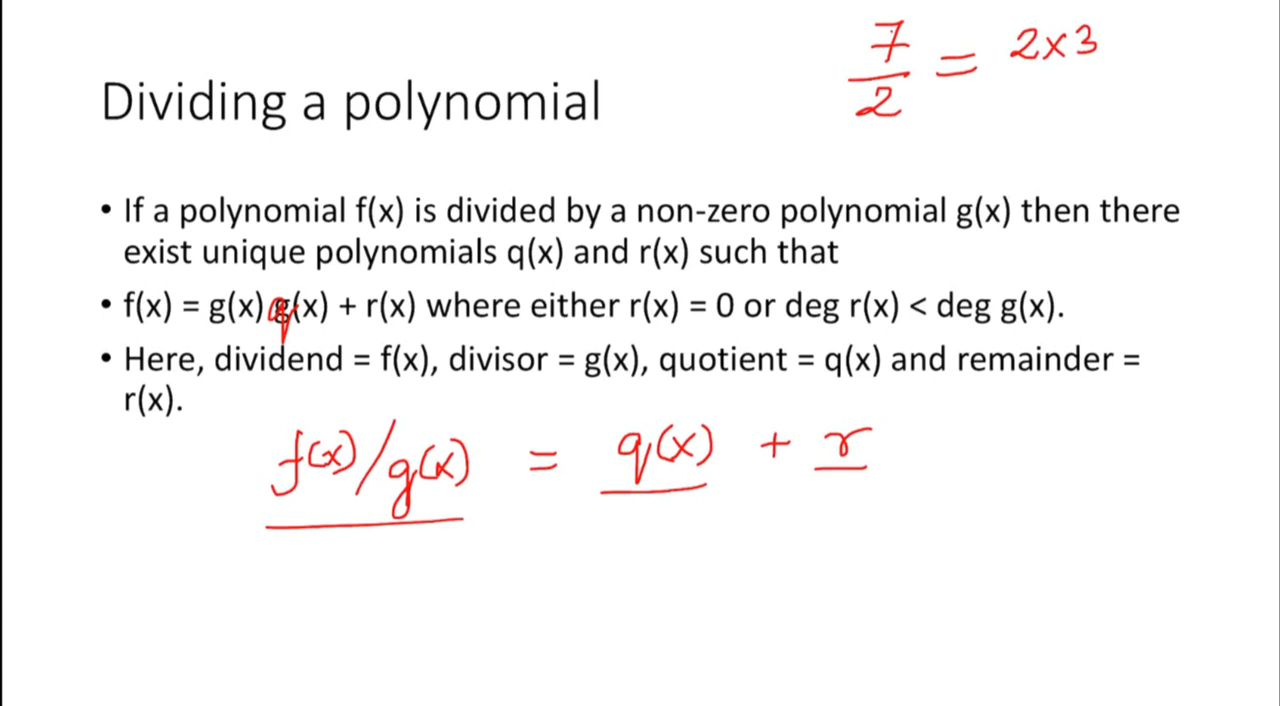 7/2 = 2x3
Dividing a polynomial
• If a polynomial f(x) is divided by a non-zero polynomial g(x) then there
exist unique polynomials q(x) and r(x) such that
• f(x) = g(x) q(x) + r(x) where either r(x) = 0 or deg r(x) < deg g(x).
• Here, dividend = f(x), divisor = g(x), quotient = q(x) and remainder =
r(x).
f(x)/g(x) = q(x) + r